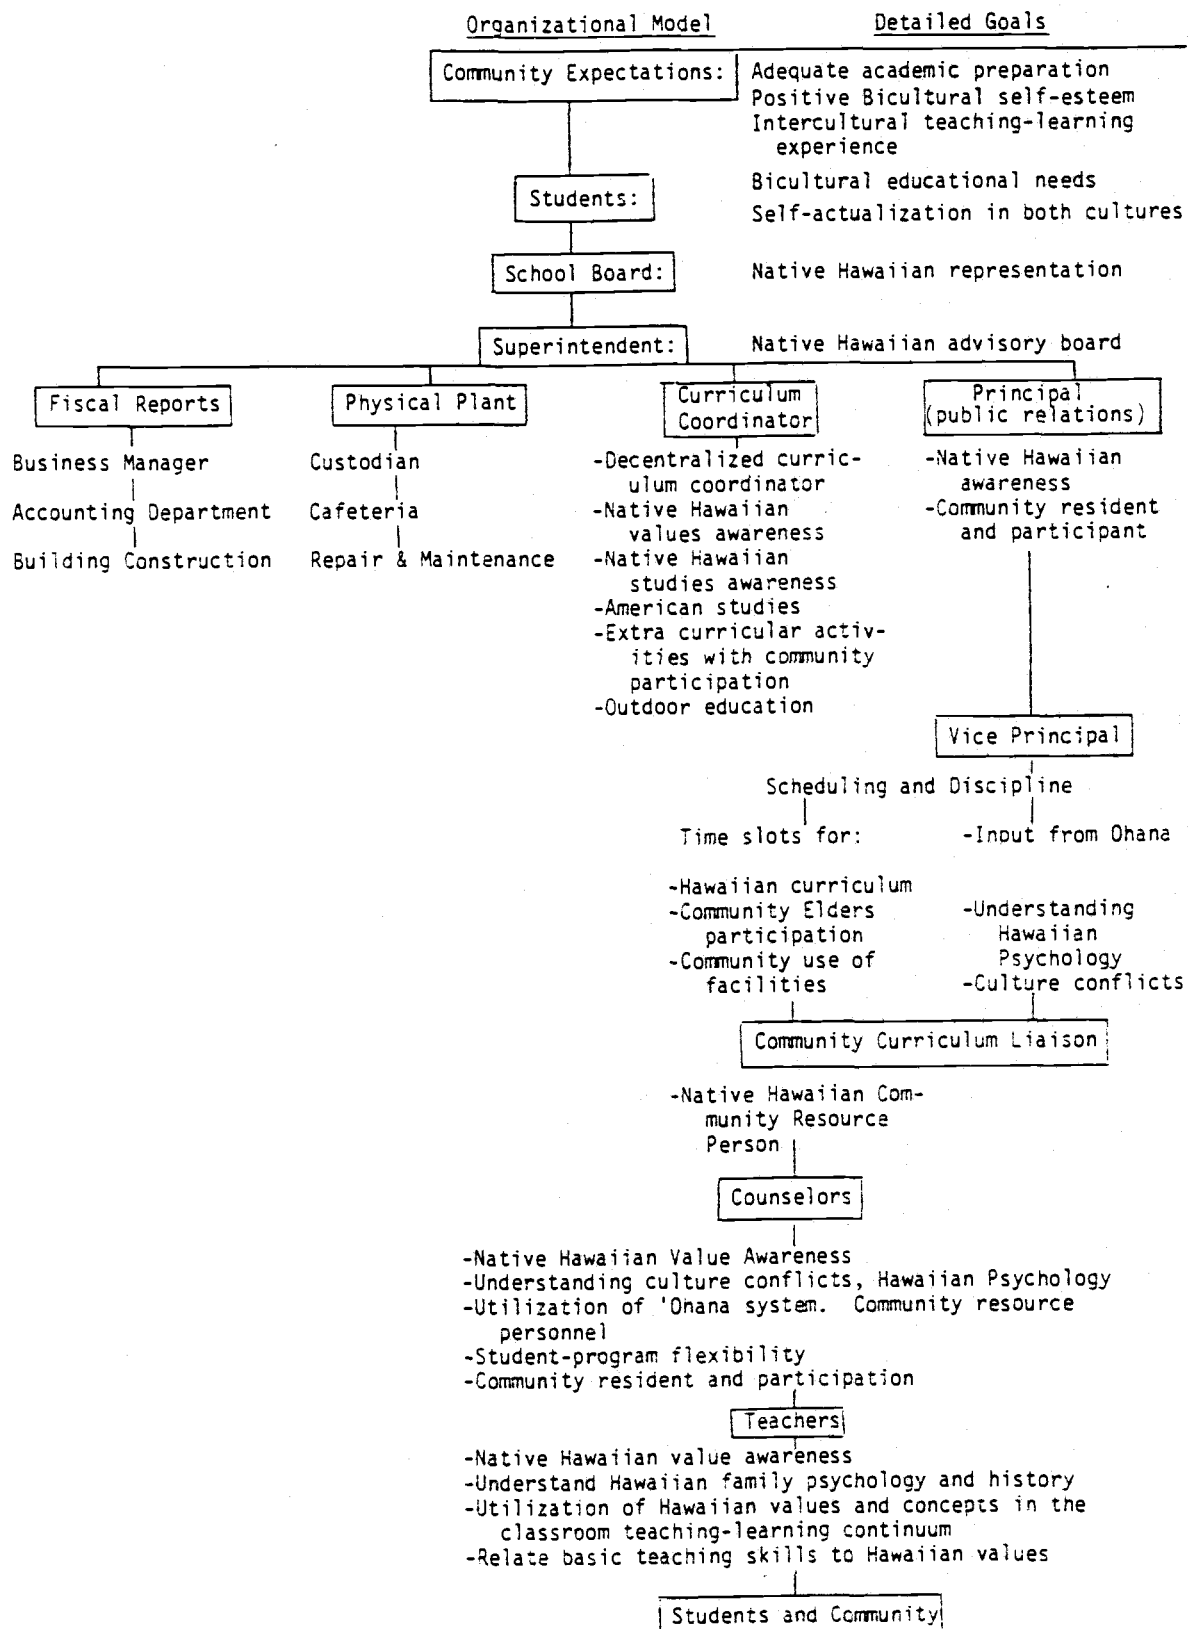 Organizational Model
Detailed Goals
Community Expectations:
Adequate academic preparation
Positive Bicultural self-esteem
Intercultural teaching-learning
experience
Students:
Bicultural educational needs
Self-actualization in both cultures
School Board:
Native Hawaiian representation
Superintendent:
Native Hawaiian advisory board
Fiscal Reports
Business Manager
Accounting Department
Building Construction
Physical Plant
Custodian
Cafeteria
Repair & Maintenance
Curriculum
Coordinator
-Decentralized curric-
ulum coordinator
-Native Hawaiian
values awareness
-Native Hawaiian
studies awareness
-American studies
-Extra curricular activ-
ities with community
participation
-Outdoor education
Principal
(public relations)
-Native Hawaiian
awareness
-Community resident
and participant
Vice Principal
Scheduling and Discipline
Time slots for:
-Hawaiian curriculum
-Community Elders
participation
-Community use of
facilities
-Input from Ohana
-Understanding
Hawaiian
Psychology
-Culture conflicts
Community Curriculum Liaison
-Native Hawaiian Com-
munity Resource
Person
Counselors
-Native Hawaiian Value Awareness
-Understanding culture conflicts, Hawaiian Psychology
-Utilization of 'Ohana system. Community resource
personnel
-Student-program flexibility
-Community resident and participation
Teachers
-Native Hawaiian value awareness
-Understand Hawaiian family psychology and history
-Utilization of Hawaiian values and concepts in the
classroom teaching-learning continuum
-Relate basic teaching skills to Hawaiian values
Students and Community